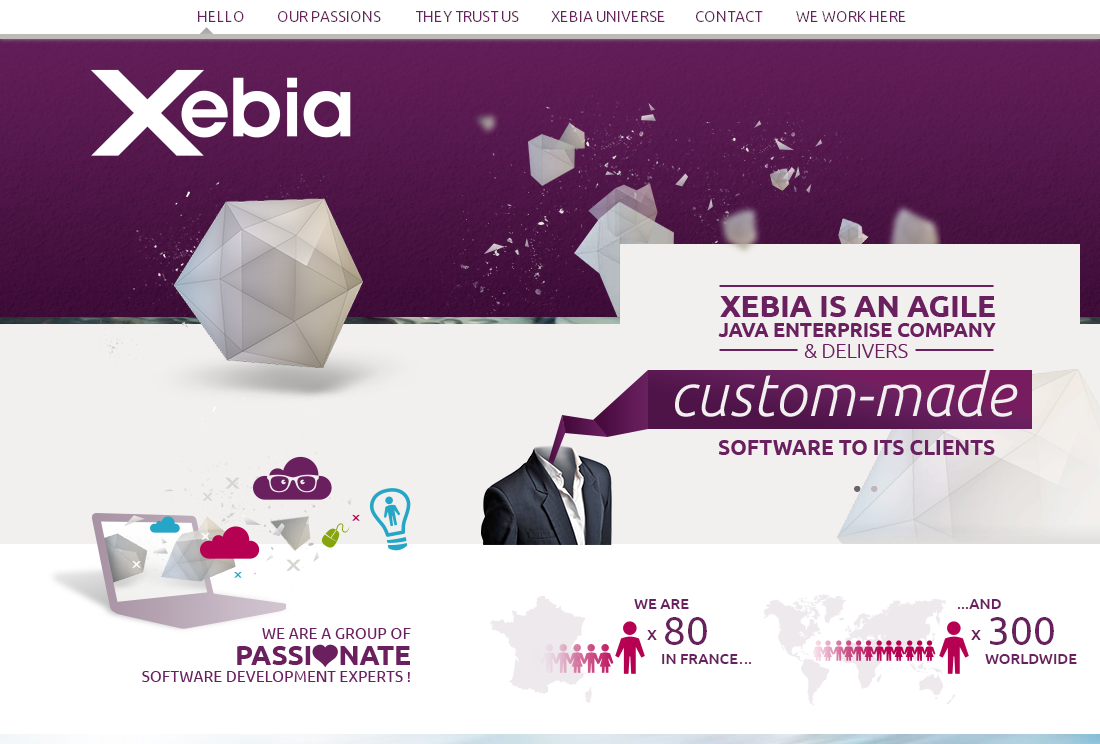 HELLO
OUR PASSIONS
THEY TRUST US
XEBIA UNIVERSE
CONTACT
WE WORK HERE
Xebia
XEBIA IS AN AGILE
JAVA ENTERPRISE COMPANY
& DELIVERS
custom-made
SOFTWARE TO ITS CLIENTS
WE ARE A GROUP OF
PASSI♥NATE
SOFTWARE DEVELOPMENT EXPERTS !
WE ARE
x 80
IN FRANCE...
...AND
x 300
WORLDWIDE